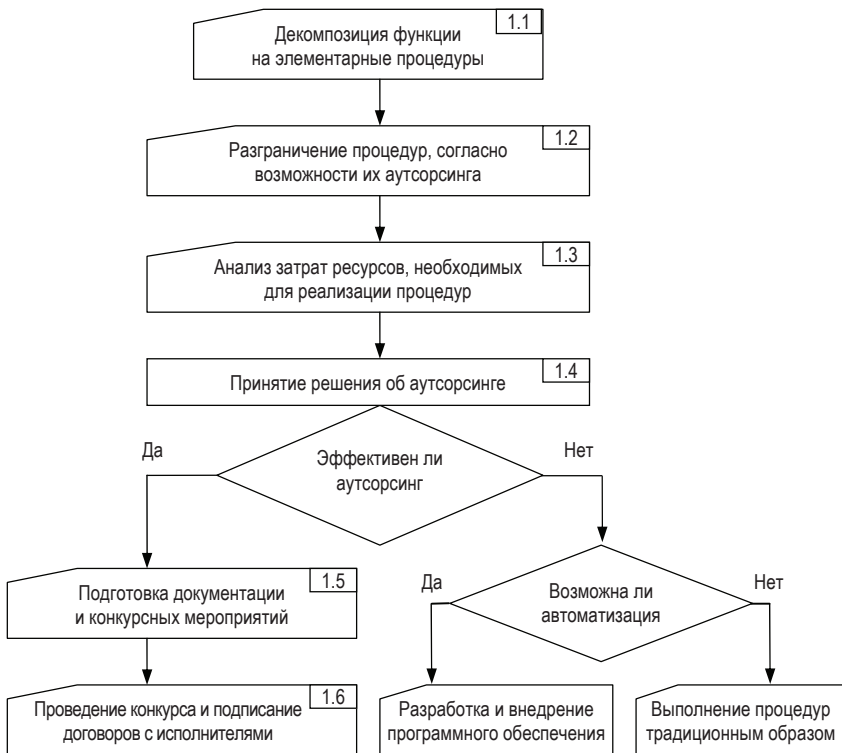 1.1
Декомпозиция функции
на элементарные процедуры
1.2
Разграничение процедур, согласно
возможности их аутсорсинга
1.3
Анализ затрат ресурсов, необходимых
для реализации процедур
1.4
Принятие решения об аутсорсинге
Да
Эффективен ли
аутсорсинг
Нет
1.5
Подготовка документации
и конкурсных мероприятий
Да
Возможна ли
автоматизация
Нет
1.6
Проведение конкурса и подписание
договоров с исполнителями
Разработка и внедрение
программного обеспечения
Выполнение процедур
традиционным образом